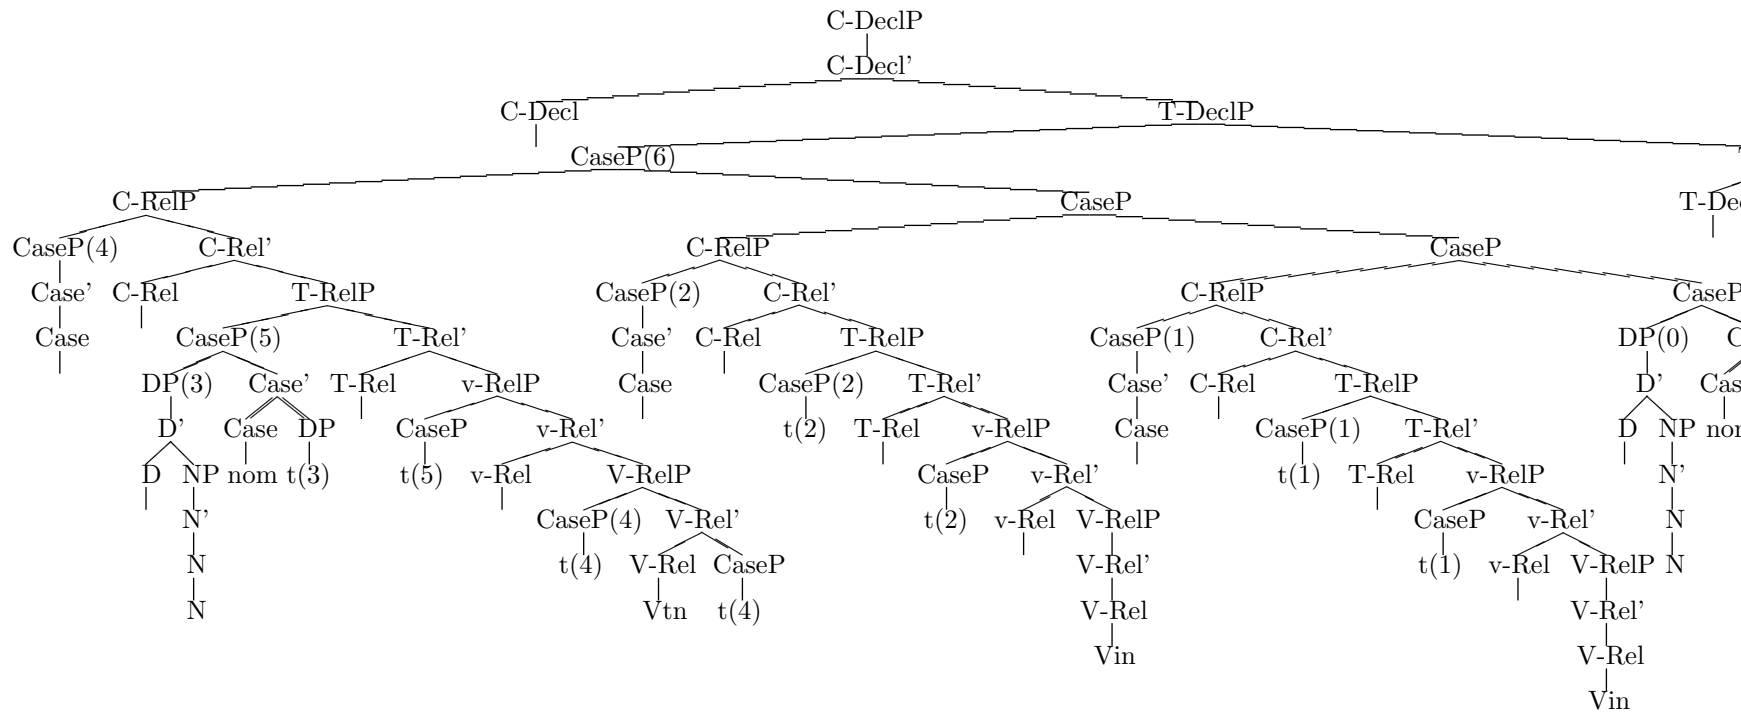 C-DeclP
C-Decl'
C-Decl T-DeclP
CaseP(6)
C-RelP CaseP T-Dec
CaseP(4) C-Rel' C-RelP CaseP
Case' C-Rel T-RelP CaseP(2) C-Rel' C-RelP CaseP
Case CaseP(5) T-Rel' Case' C-Rel T-RelP CaseP(1) C-Rel' DP(0) C
DP(3) Case' T-Rel v-RelP Case CaseP(2) T-Rel' Case' C-Rel T-RelP D' Cas
D' Case DP CaseP v-Rel' t(2) T-Rel v-RelP Case CaseP(1) T-Rel' D NP nom
D NP nom t(3) t(5) v-Rel V-RelP CaseP v-Rel' t(1) T-Rel v-RelP N'
N' CaseP(4) V-Rel' t(2) v-Rel V-RelP CaseP v-Rel' N
N t(4) V-Rel CaseP V-Rel' t(1) v-Rel V-RelP N
N Vtn t(4) V-Rel V-Rel'
Vin V-Rel
Vin